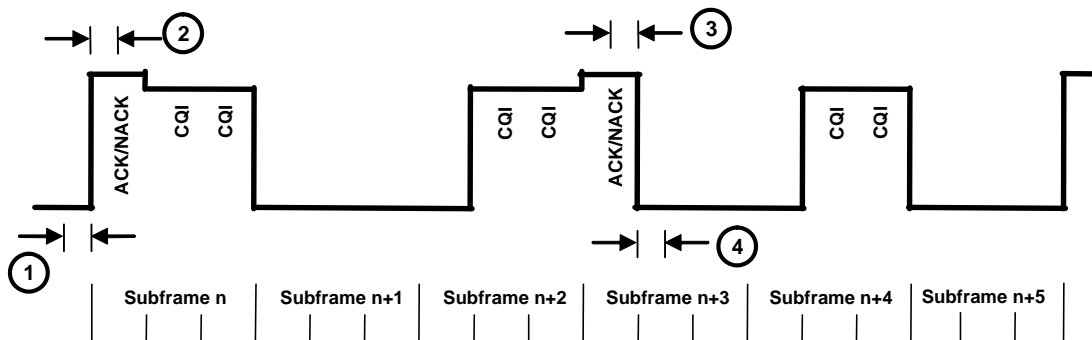 2
3
ACK/NACK
CQI
CQI
CQI
CQI
ACK/NACK
CQI
CQI
1
4
Subframe n
Subframe n+1
Subframe n+2
Subframe n+3
Subframe n+4
Subframe n+5